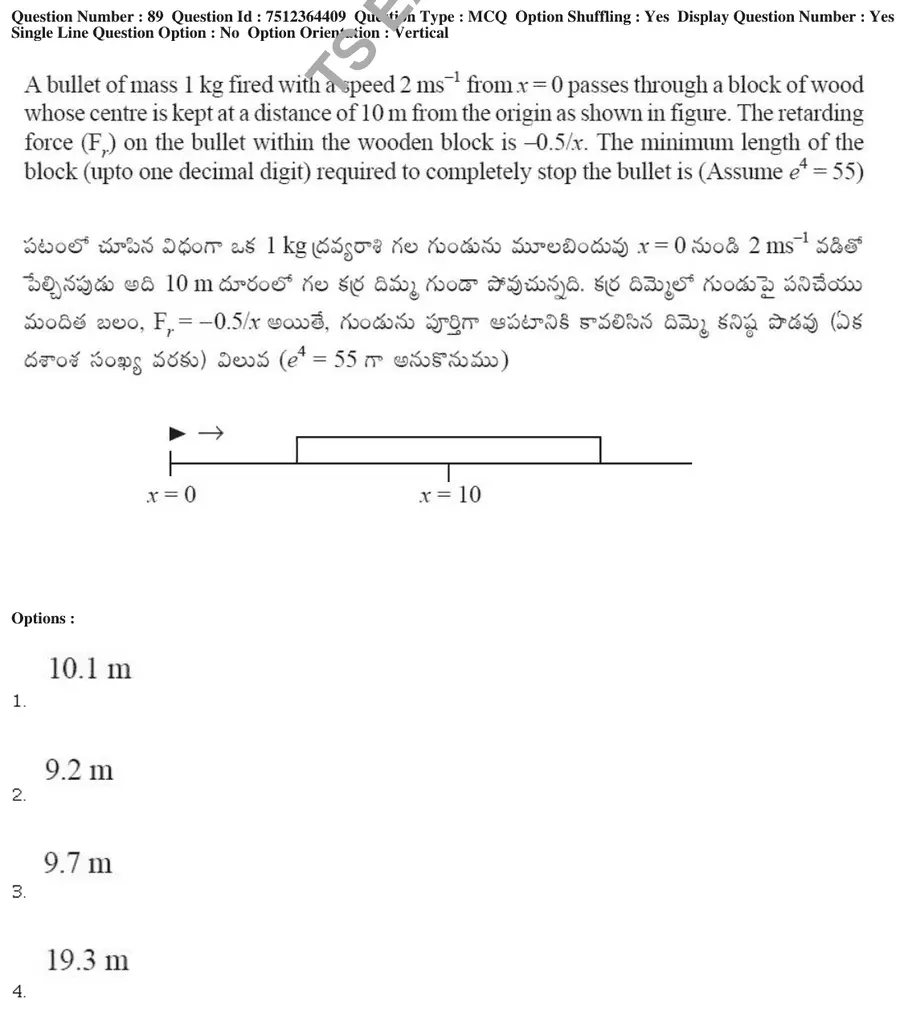 Question Number : 89 Question Id : 7512364409 Question Type : MCQ Option Shuffling : Yes Display Question Number : Yes
Single Line Question Option : No Option Orientation : Vertical
TS E
A bullet of mass 1 kg fired with a speed 2 ms⁻¹ from x = 0 passes through a block of wood
whose centre is kept at a distance of 10 m from the origin as shown in figure. The retarding
force (Fᵣ) on the bullet within the wooden block is –0.5/x. The minimum length of the
block (upto one decimal digit) required to completely stop the bullet is (Assume e⁴ = 55)
పటంలో చూపిన విధంగా ఒక 1 kg ద్రవ్యరాశి గల గుండును మూలబిందువు x = 0 నుండి 2 ms⁻¹ వడితో
పేల్చినపుడు అది 10 m దూరంలో గల కర్ర దిమ్మ గుండా పోవుచున్నది. కర్ర దిమ్మెలో గుండుపై పనిచేయు
మందిత బలం, Fᵣ = –0.5/x అయితే, గుండును పూర్తిగా ఆపటానికి కావలిసిన దిమ్మె కనిష్ఠ పొడవు (ఏక
దశాంశ సంఖ్య వరకు) విలువ (e⁴ = 55 గా అనుకొనుము)
x = 0
x = 10
Options :
10.1 m
1.
9.2 m
2.
9.7 m
3.
19.3 m
4.